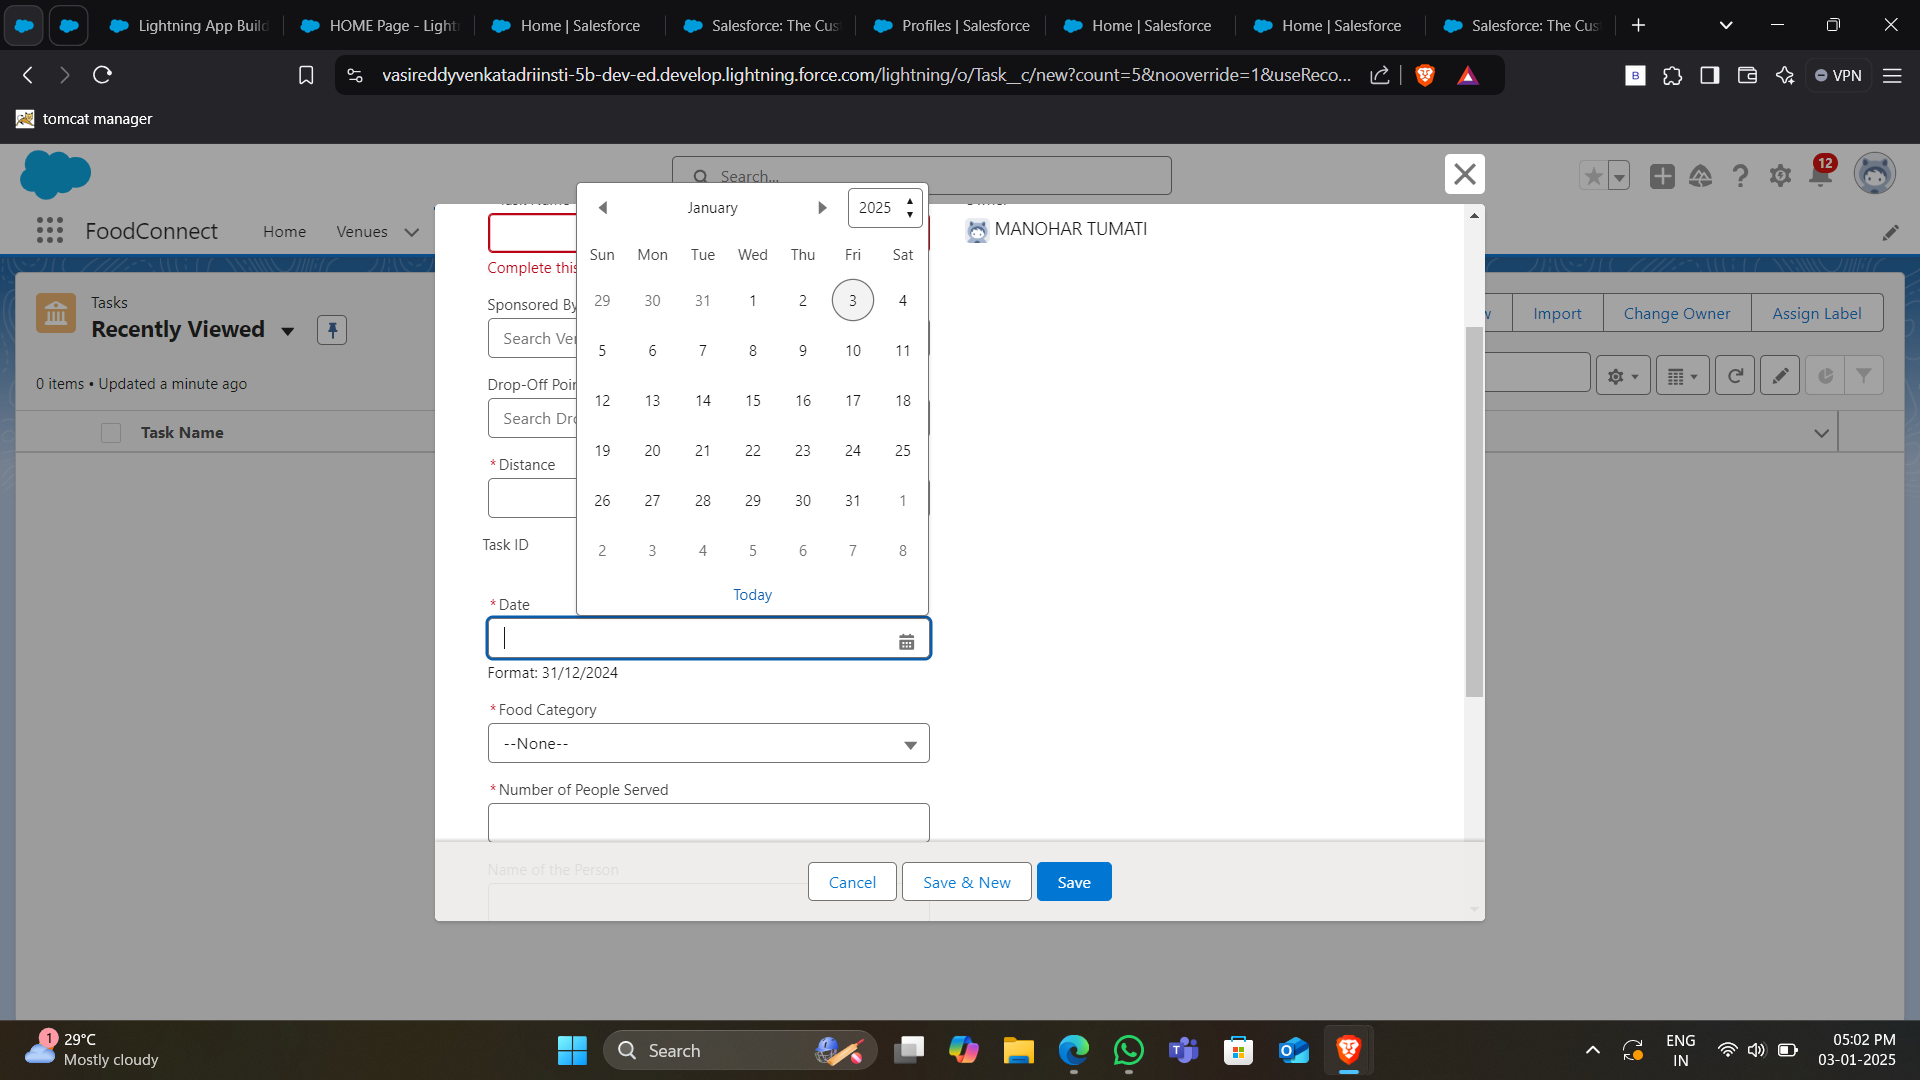 Lightning App Build
HOME Page - Light
Home | Salesforce
Salesforce: The Cus
Profiles | Salesforce
Home | Salesforce
Home | Salesforce
Salesforce: The Cus
vasireddyvenkatadriinsti-5b-dev-ed.develop.lightning.force.com/lightning/o/Task__c/new?count=5&nooverride=1&useReco...
B
VPN
tomcat manager
Search...
12
FoodConnect
Home
Venues
MANOHAR TUMATI
January
2025
Sun Mon Tue Wed Thu Fri Sat
29 30 31 1 2 3 4
5 6 7 8 9 10 11
12 13 14 15 16 17 18
19 20 21 22 23 24 25
26 27 28 29 30 31 1
2 3 4 5 6 7 8
Today
Complete this
Sponsored By
Search Ve
Drop-Off Poin
Search Dr
*Distance
Task ID
*Date
Format: 31/12/2024
*Food Category
--None--
*Number of People Served
Name of the Person
Cancel
Save & New
Save
Tasks
Recently Viewed
0 items • Updated a minute ago
Task Name
Import
Change Owner
Assign Label
1
29°C
Mostly cloudy
Search
ENG
IN
05:02 PM
03-01-2025